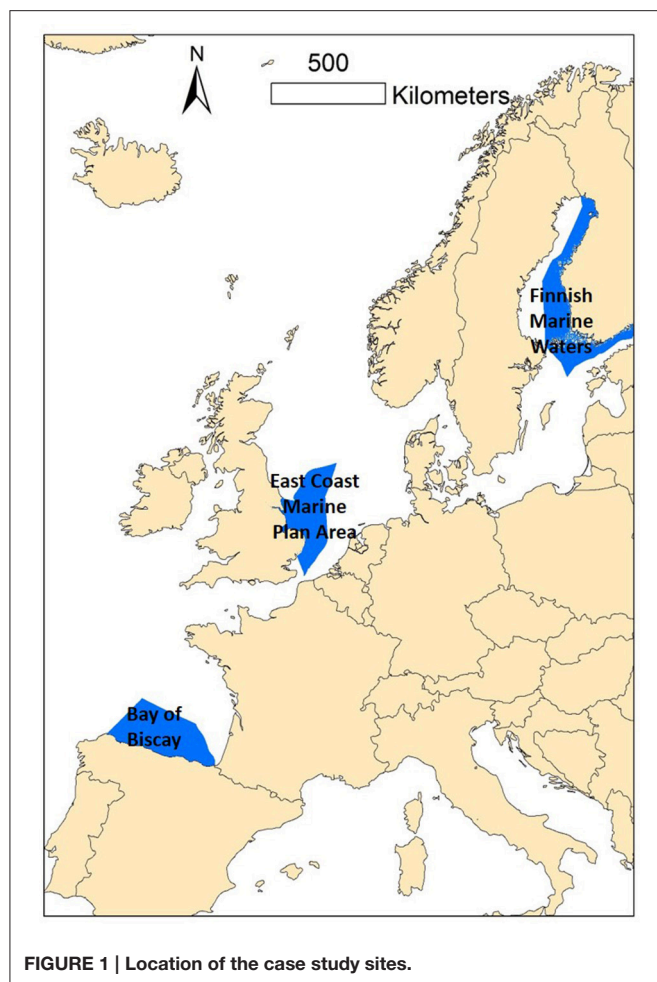 N
500
Kilometers
Finnish
Marine
Waters
East Coast
Marine
Plan Area
Bay of
Biscay
FIGURE 1 | Location of the case study sites.